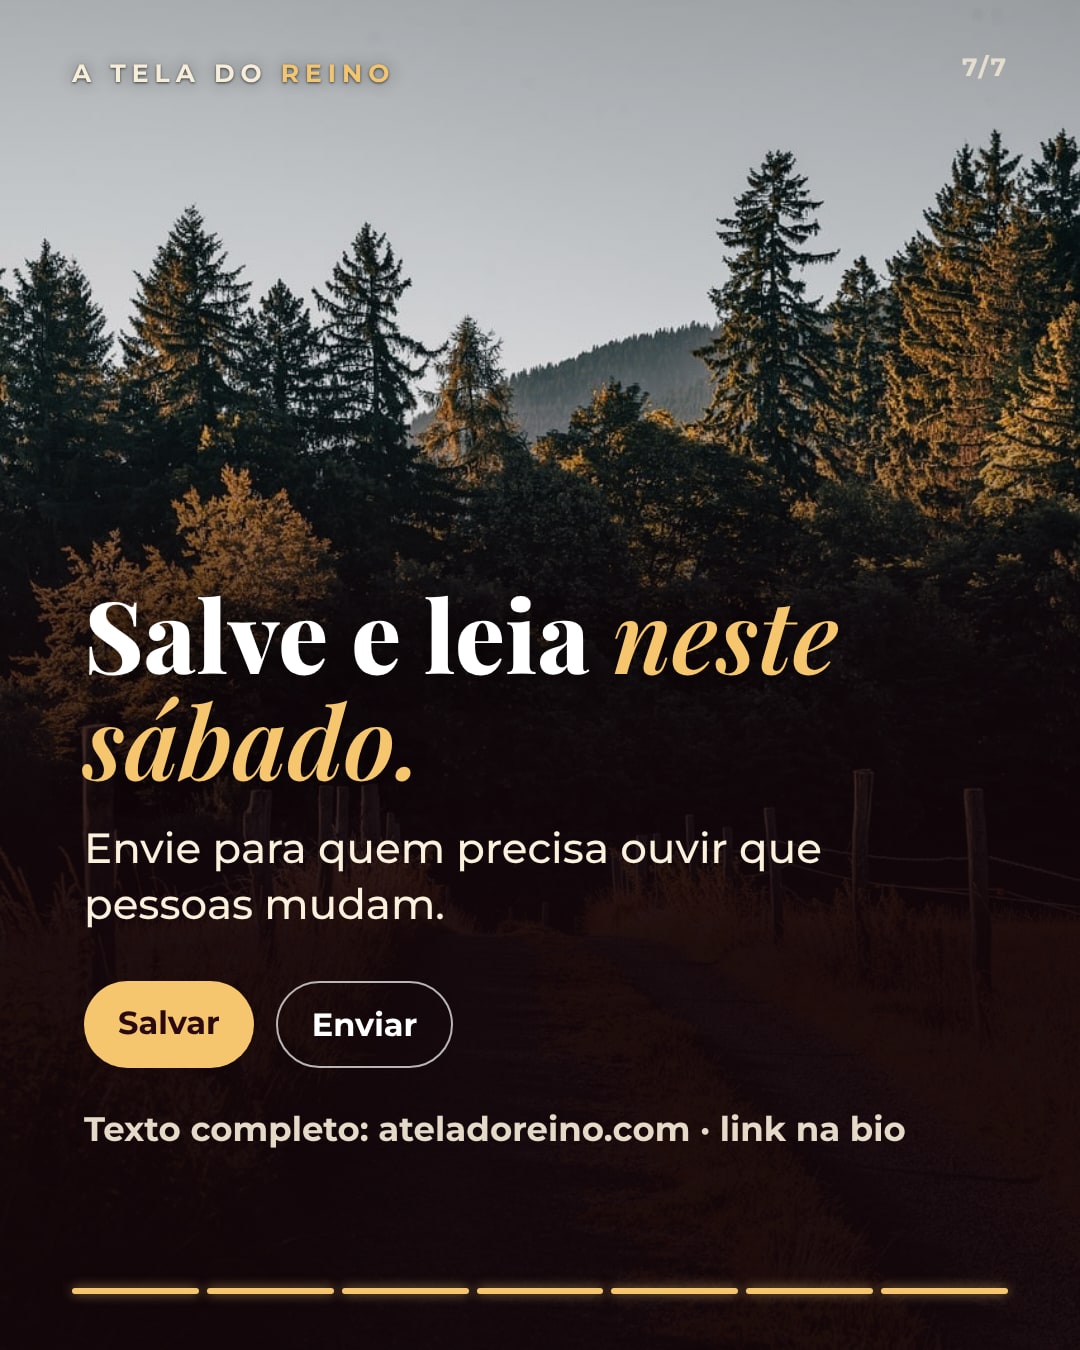 A TELA DO REINO
7/7
Salve e leia neste
sábado.
Envie para quem precisa ouvir que
pessoas mudam.
Salvar
Enviar
Texto completo: ateladoreino.com · link na bio